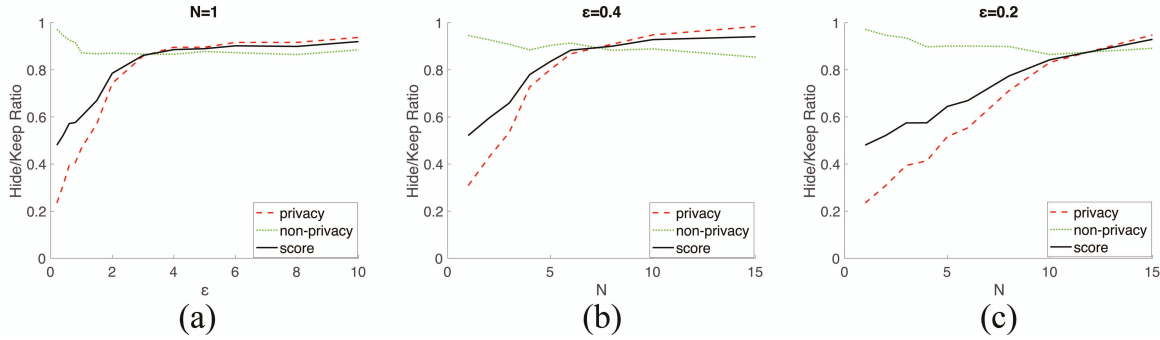 N=1
Hide/Keep Ratio
1
0.8
0.6
0.4
0.2
0
0 2 4 6 8 10
ε
privacy
non-privacy
score
(a)
ε=0.4
Hide/Keep Ratio
1
0.8
0.6
0.4
0.2
0
0 5 10 15
N
privacy
non-privacy
score
(b)
ε=0.2
Hide/Keep Ratio
1
0.8
0.6
0.4
0.2
0
0 5 10 15
N
privacy
non-privacy
score
(c)